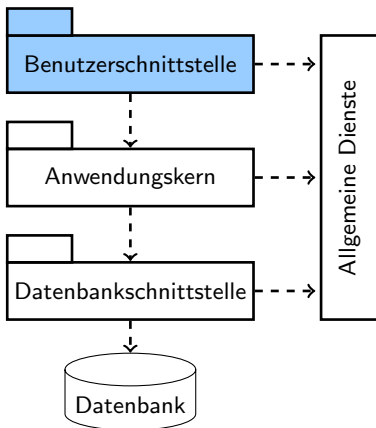 Benutzerschnittstelle
Anwendungskern
Datenbankschnittstelle
Datenbank
Allgemeine Dienste